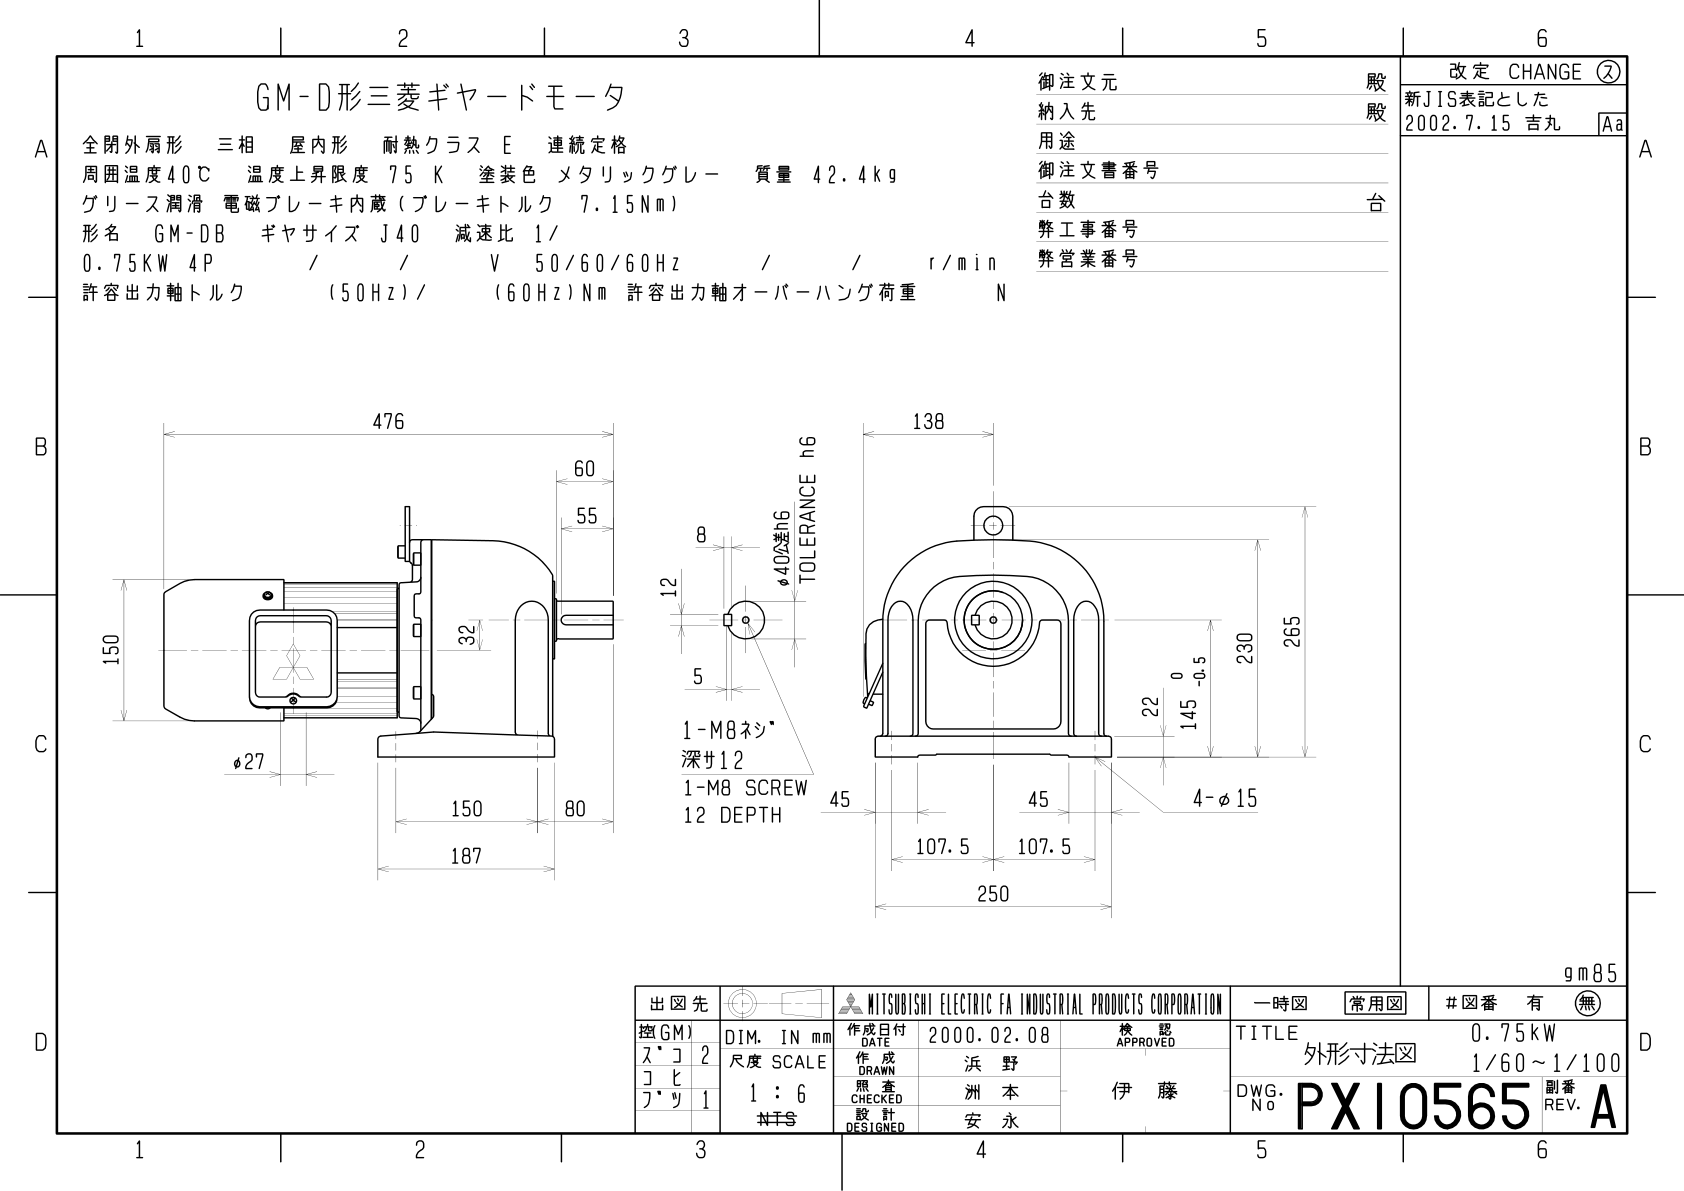 1 2 3 4 5 6
GM-D形三菱ギヤードモータ
全閉外扇形 三相 屋内形 耐熱クラス E 連続定格
周囲温度40℃ 温度上昇限度 75 K 塗装色 メタリックグレー 質量 42.4kg
グリース潤滑 電磁ブレーキ内蔵(ブレーキトルク 7.15Nm)
形名 GM-DB ギヤサイズ J40 減速比 1/
0.75KW 4P / / V 50/60/60Hz / / r/min
許容出力軸トルク (50Hz)/ (60Hz)Nm 許容出力軸オーバーハング荷重 N
御注文元 殿
納入先 殿
用途
御注文書番号
台数 台
弊工事番号
弊営業番号
改定 CHANGE ス
新JIS表記とした
2002.7.15 吉丸 Aa
A A
B B
C C
D D
476
60
55
150
32
φ27
150 80
187
8
12
5
φ40公差h6
TOLERANCE h6
1-M8ネジ
深サ12
1-M8 SCREW
12 DEPTH
138
265
230
145 0 -0.5
22
45 45
4-φ15
107.5 107.5
250
gm85
出図先
控(GM)
ズコ 2
コヒ
ブツ 1
DIM. IN mm
尺度 SCALE
1 : 6
NTS
MITSUBISHI ELECTRIC FA INDUSTRIAL PRODUCTS CORPORATION
作成日付 DATE 2000.02.08
検認 APPROVED
作成 DRAWN 浜野
照査 CHECKED 洲本
設計 DESIGNED 安永
伊藤
一時図 常用図 #図番 有 無
TITLE 外形寸法図
0.75kW
1/60~1/100
DWG. No PX10565
副番 REV. A
1 2 3 4 5 6